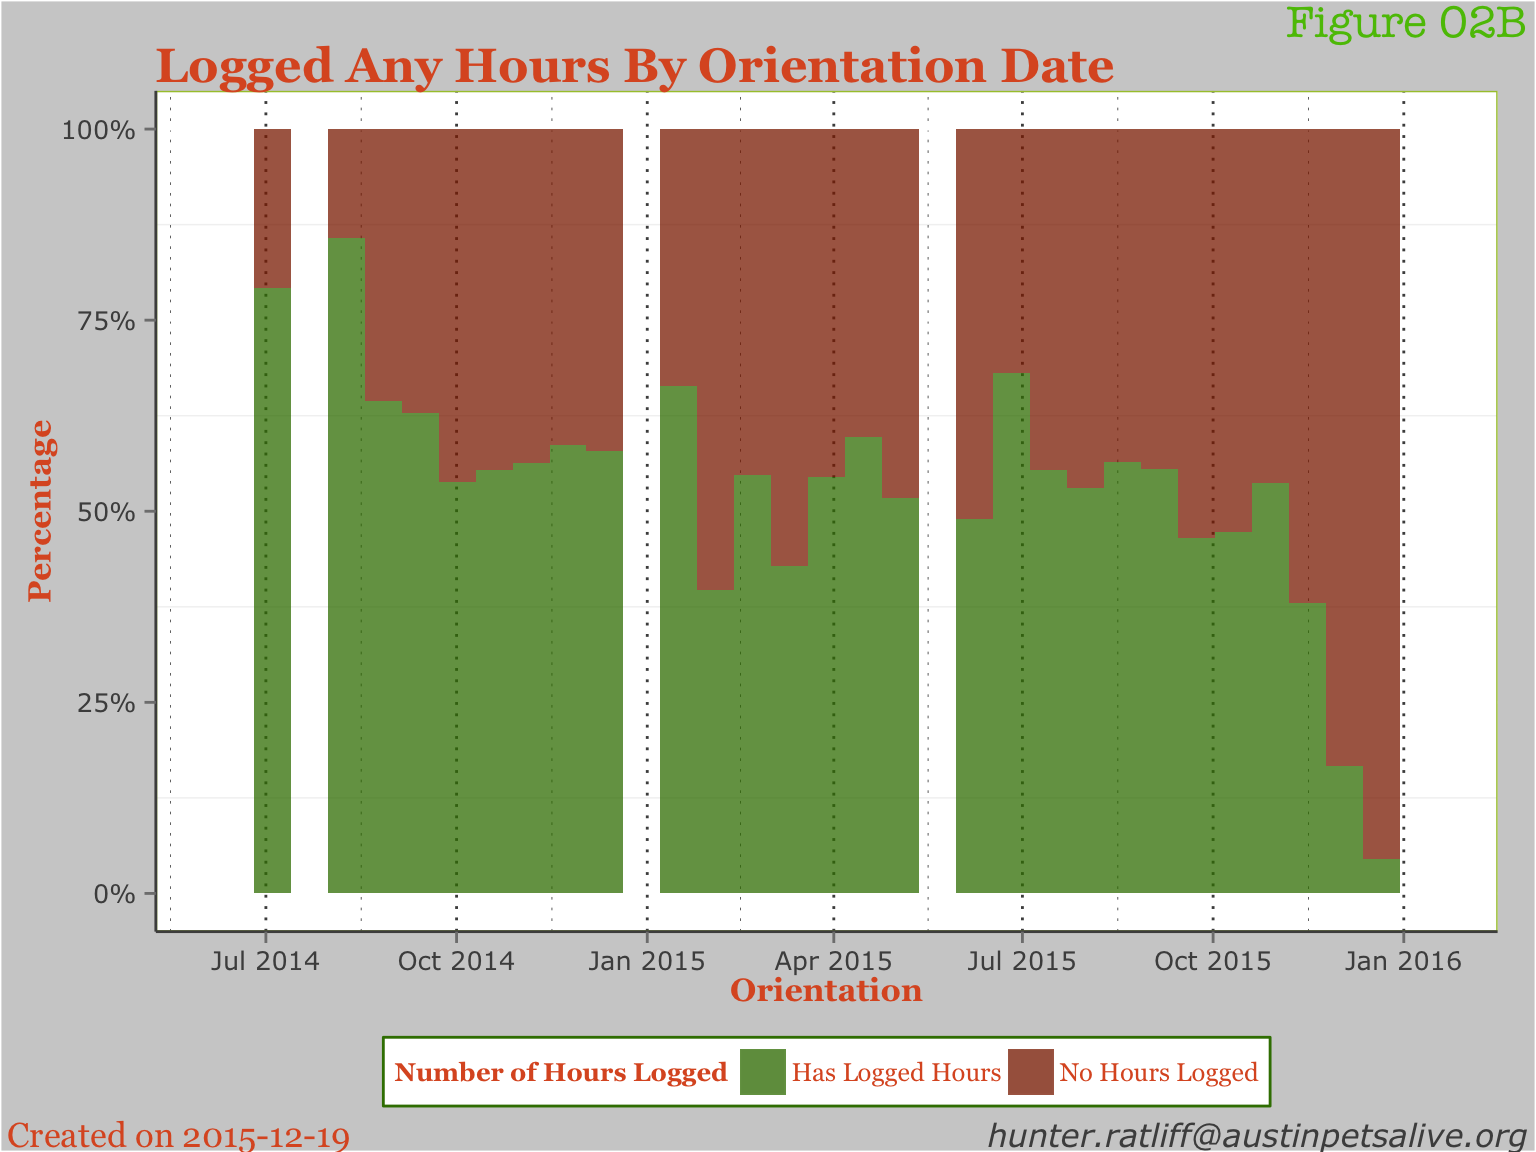 Figure 02B
Logged Any Hours By Orientation Date
100%
75%
50%
25%
0%
Percentage
Jul 2014 Oct 2014 Jan 2015 Apr 2015 Jul 2015 Oct 2015 Jan 2016
Orientation
Number of Hours Logged Has Logged Hours No Hours Logged
Created on 2015-12-19
hunter.ratliff@austinpetsalive.org